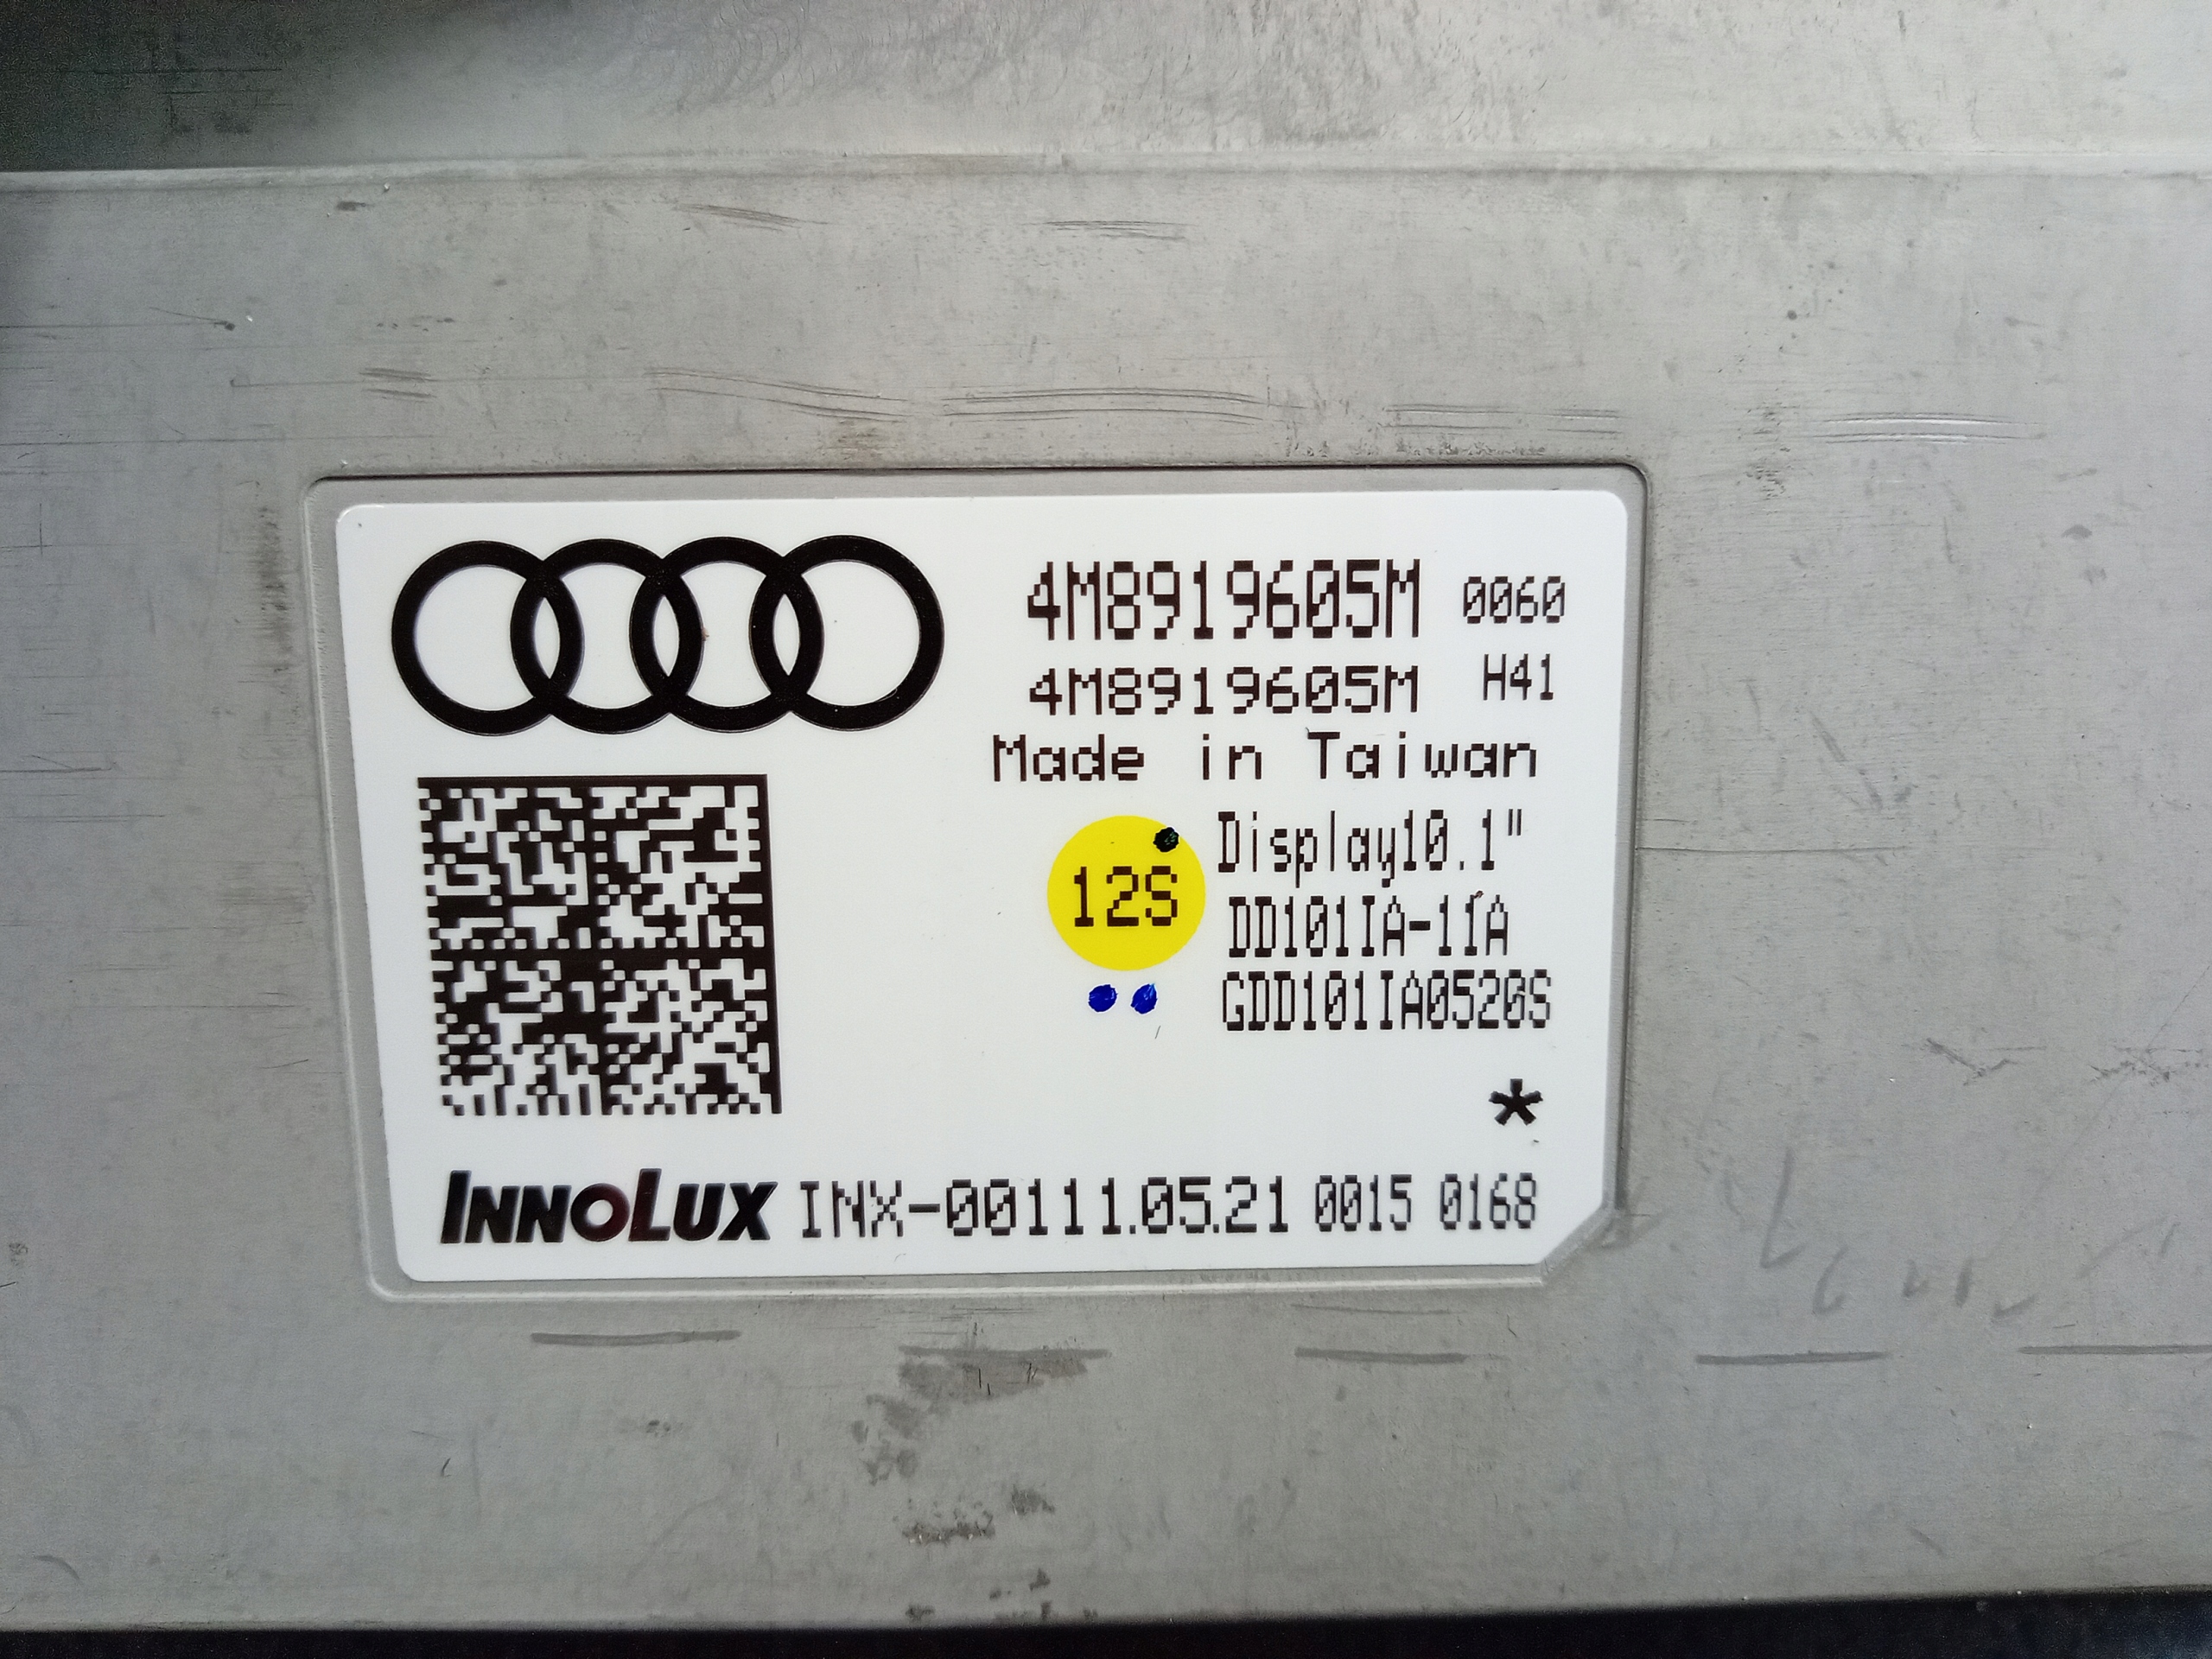 4M8919605M 0060
4M8919605M H41
Made in Taiwan
Display10.1"
12S
DD101IA-11A
GDD101IA0520S
*
INNOLUX INX-00111.05.21 0015 0168